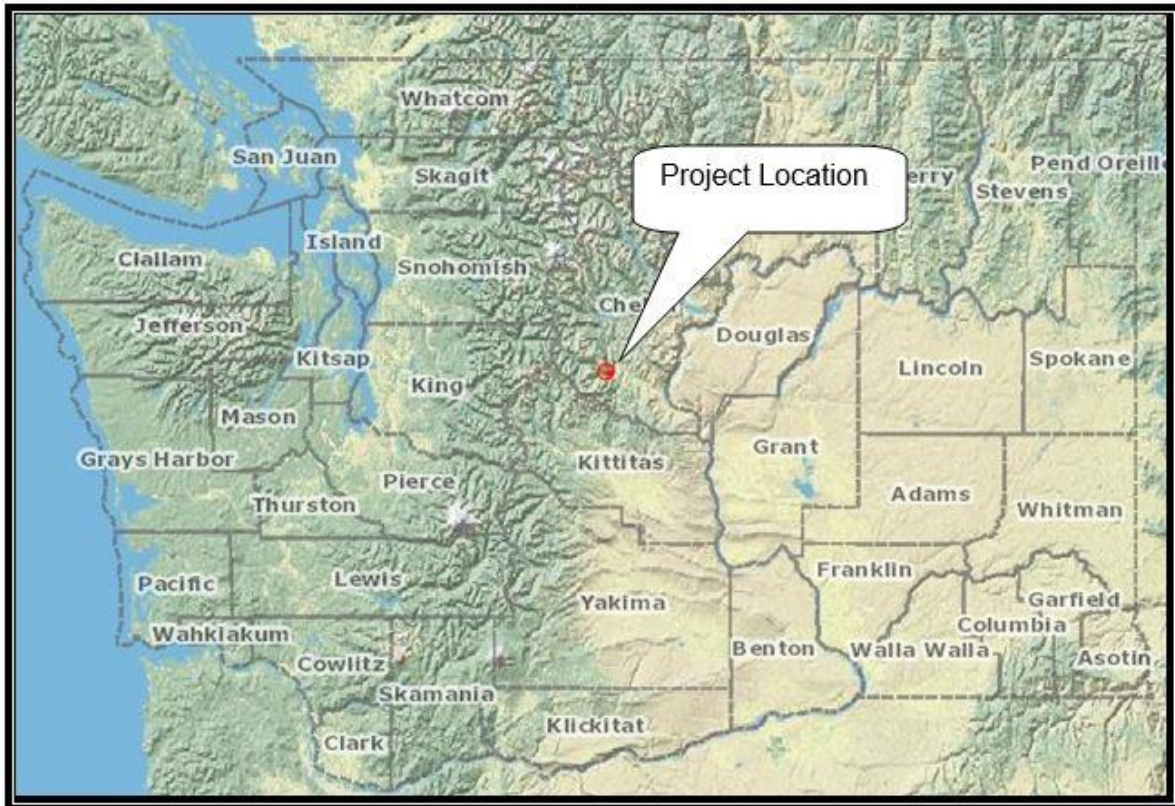 Whatcom
San Juan
Skagit
Project Location
erry
Stevens
Pend Oreille
Island
Clallam
Snohomish
Jefferson
Chel
Douglas
Kitsap
King
Lincoln
Spokane
Mason
Grays Harbor
Pierce
Kittitas
Grant
Thurston
Adams
Whitman
Pacific
Lewis
Yakima
Franklin
Garfield
Wahkiakum
Columbia
Cowlitz
Benton
Walla Walla
Asotin
Skamania
Klickitat
Clark